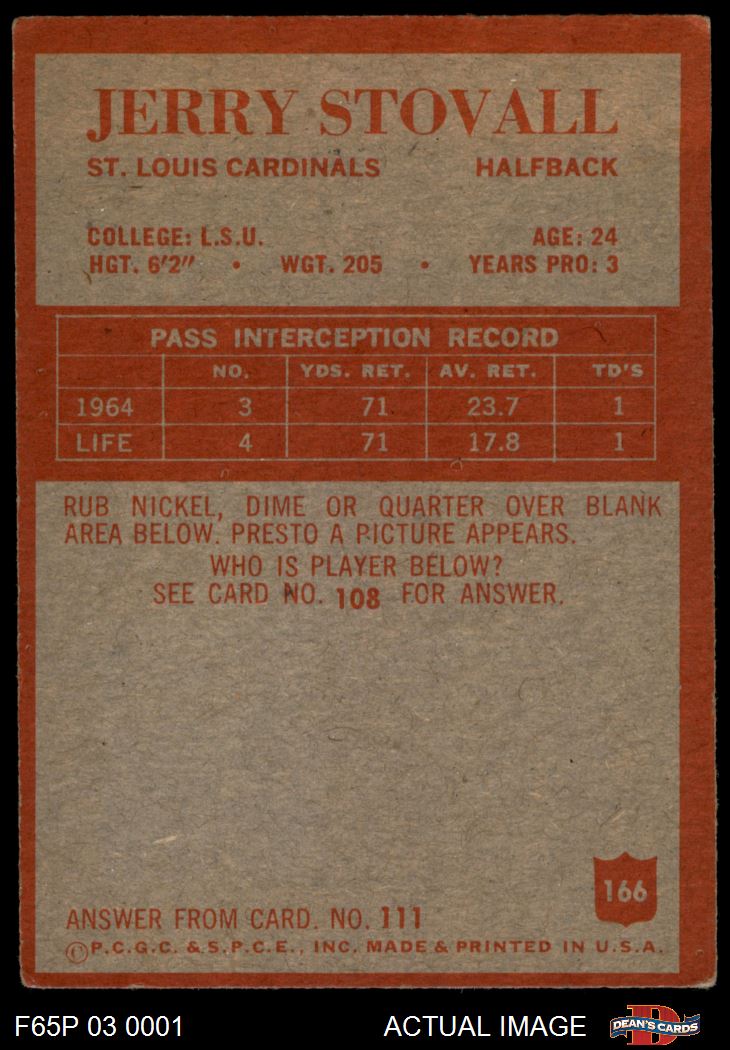 JERRY STOVALL
ST. LOUIS CARDINALS HALFBACK
COLLEGE: L.S.U. AGE: 24
HGT. 6'2" • WGT. 205 • YEARS PRO: 3
PASS INTERCEPTION RECORD
NO. YDS. RET. AV. RET. TD'S
1964 3 71 23.7 1
LIFE 4 71 17.8 1
RUB NICKEL, DIME OR QUARTER OVER BLANK
AREA BELOW. PRESTO A PICTURE APPEARS.
WHO IS PLAYER BELOW?
SEE CARD NO. 108 FOR ANSWER.
166
ANSWER FROM CARD. NO. 111
©P.C.G.C. & S.P.C.E., INC. MADE & PRINTED IN U.S.A.
F65P 03 0001 ACTUAL IMAGE
D
DEAN'S CARDS